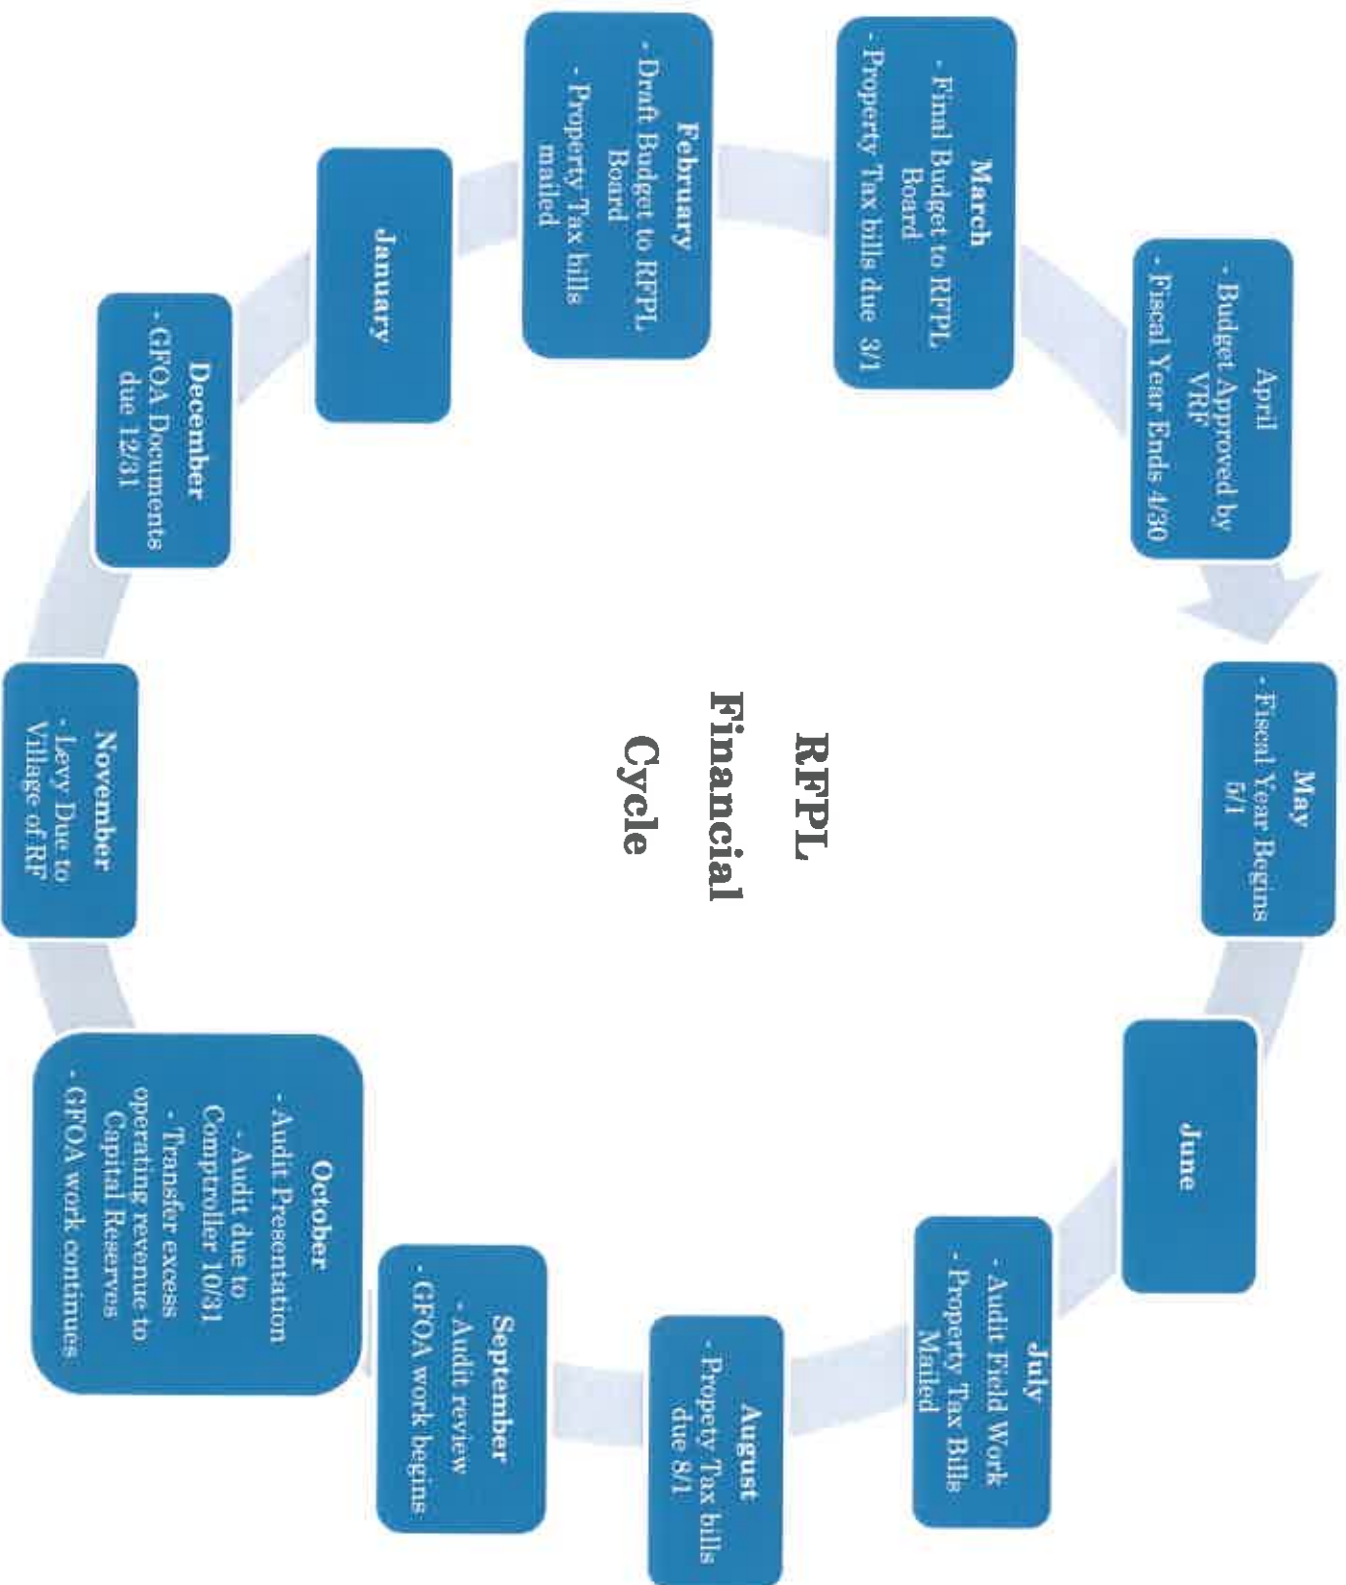 RFPL
Financial
Cycle
May
- Fiscal Year Begins
5/1
June
July
- Audit Field Work
- Property Tax Bills
Mailed
August
- Propety Tax bills
due 8/1
September
- Audit review
- GFOA work begins
October
- Audit Presentation
- Audit due to
Comptroller 10/31
- Transfer excess
operating revenue to
Capital Reserves
- GFOA work continues
November
- Levy Due to
Village of RF
December
- GFOA Documents
due 12/31
January
February
- Draft Budget to RFPL
Board
- Property Tax bills
mailed
March
- Final Budget to RFPL
Board
- Property Tax bills due 3/1
April
- Budget Approved by
VRF
- Fiscal Year Ends 4/30